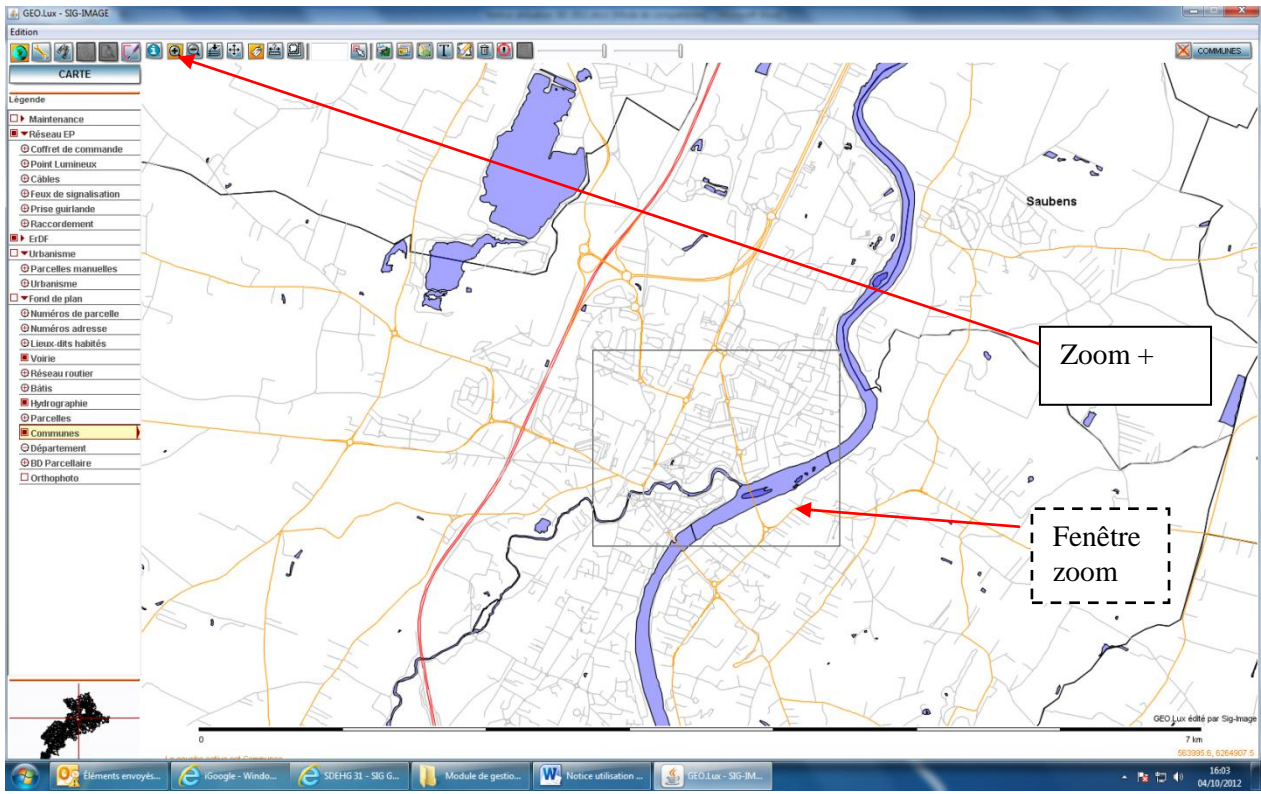 GEO.Lux - SIG-IMAGE
Edition
COMMUNES
CARTE
Légende
Maintenance
Réseau EP
Coffret de commande
Point Lumineux
Câbles
Feux de signalisation
Prise guirlande
Raccordement
ErDF
Urbanisme
Parcelles manuelles
Urbanisme
Fond de plan
Numéros de parcelle
Numéros adresse
Lieux-dits habités
Voirie
Réseau routier
Bâtis
Hydrographie
Parcelles
Communes
Département
BD Parcellaire
Orthophoto
Saubens
Zoom +
Fenêtre
zoom
GEO.Lux édité par Sig-Image
0
7 km
563995.6, 6264907.5
Éléments envoyés...
iGoogle - Windo...
SDEHG 31 - SIG G...
Module de gestio...
Notice utilisation ...
GEO.Lux - SIG-IM...
16:03
04/10/2012